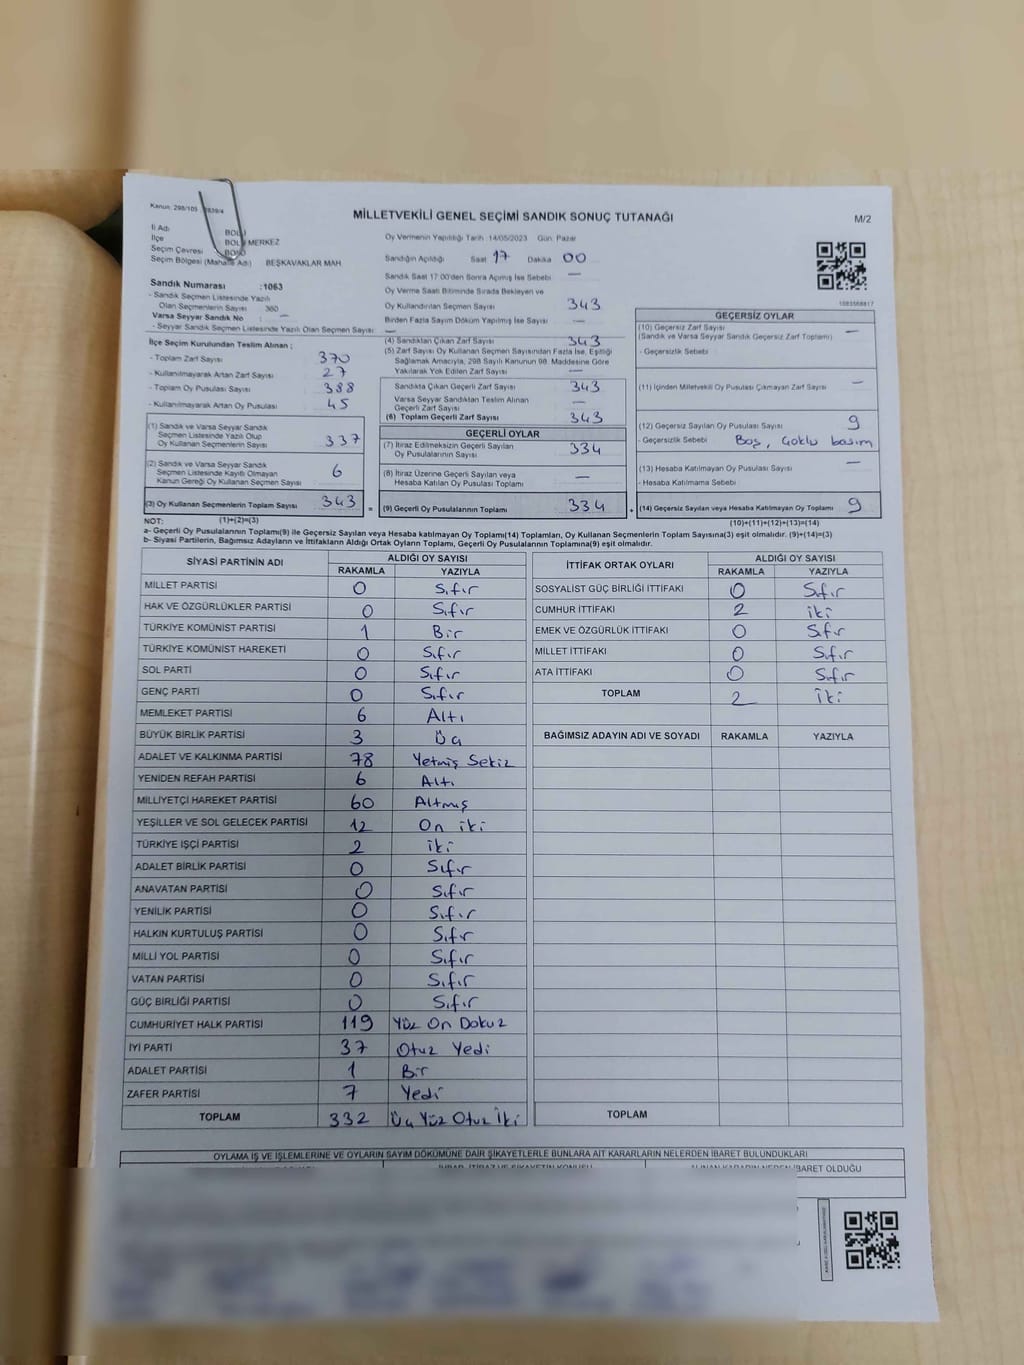 Kanun: 298/105
2839/4
MİLLETVEKİLİ GENEL SEÇİMİ SANDIK SONUÇ TUTANAĞI
M/2
İl Adı
İlçe BOLU MERKEZ
Seçim Çevresi BOLU
Seçim Bölgesi (Mahalle Adı) BEŞKAVAKLAR MAH.
Sandık Numarası :1063
- Sandık Seçmen Listesinde Yazılı
Olan Seçmenlerin Sayısı 360
Varsa Seyyar Sandık No : —
- Seyyar Sandık Seçmen Listesinde Yazılı Olan Seçmen Sayısı: —
Oy Vermenin Yapıldığı Tarih :14/05/2023 Gün: Pazar
Sandığın Açıldığı Saat 17 Dakika 00
Sandık Saat 17:00'den Sonra Açılmış İse Sebebi —
Oy Verme Saati Bitiminde Sırada Bekleyen ve
Oy Kullandırılan Seçmen Sayısı 343
Birden Fazla Sayım Döküm Yapılmış İse Sayısı —
1083568817
İlçe Seçim Kurulundan Teslim Alınan ;
- Toplam Zarf Sayısı 370
- Kullanılmayarak Artan Zarf Sayısı 27
- Toplam Oy Pusulası Sayısı 388
- Kullanılmayarak Artan Oy Pusulası 45
(1) Sandık ve Varsa Seyyar Sandık
Seçmen Listesinde Yazılı Olup
Oy Kullanan Seçmenlerin Sayısı 337
(2) Sandık ve Varsa Seyyar Sandık
Seçmen Listesinde Kayıtlı Olmayan
Kanun Gereği Oy Kullanan Seçmen Sayısı 6
(3) Oy Kullanan Seçmenlerin Toplam Sayısı 343 =
(1)+(2)=(3)
(4) Sandıktan Çıkan Zarf Sayısı 343
(5) Zarf Sayısı Oy Kullanan Seçmen Sayısından Fazla İse, Eşitliği
Sağlamak Amacıyla, 298 Sayılı Kanunun 98. Maddesine Göre
Yakılarak Yok Edilen Zarf Sayısı —
Sandıkta Çıkan Geçerli Zarf Sayısı 343
Varsa Seyyar Sandıktan Teslim Alınan
Geçerli Zarf Sayısı —
(6) Toplam Geçerli Zarf Sayısı 343
GEÇERLİ OYLAR
(7) İtiraz Edilmeksizin Geçerli Sayılan
Oy Pusulalarının Sayısı 334
(8) İtiraz Üzerine Geçerli Sayılan veya
Hesaba Katılan Oy Pusulası Toplamı —
(9) Geçerli Oy Pusulalarının Toplamı 334 +
GEÇERSİZ OYLAR
(10) Geçersiz Zarf Sayısı —
(Sandık ve Varsa Seyyar Sandık Geçersiz Zarf Toplamı)
- Geçersizlik Sebebi :
(11) İçinden Milletvekili Oy Pusulası Çıkmayan Zarf Sayısı —
(12) Geçersiz Sayılan Oy Pusulası Sayısı 9
- Geçersizlik Sebebi : Boş, Çoklu basım
(13) Hesaba Katılmayan Oy Pusulası Sayısı —
- Hesaba Katılmama Sebebi :
(14) Geçersiz Sayılan veya Hesaba Katılmayan Oy Toplamı 9
(10)+(11)+(12)+(13)=(14)
NOT:
a- Geçerli Oy Pusulalarının Toplamı(9) ile Geçersiz Sayılan veya Hesaba katılmayan Oy Toplamı(14) Toplamları, Oy Kullanan Seçmenlerin Toplam Sayısına(3) eşit olmalıdır. (9)+(14)=(3)
b- Siyasi Partilerin, Bağımsız Adayların ve İttifakların Aldığı Ortak Oyların Toplamı, Geçerli Oy Pusulalarının Toplamına(9) eşit olmalıdır.
SİYASİ PARTİNİN ADI ALDIĞI OY SAYISI
RAKAMLA YAZIYLA
MİLLET PARTİSİ 0 Sıfır
HAK VE ÖZGÜRLÜKLER PARTİSİ 0 Sıfır
TÜRKİYE KOMÜNİST PARTİSİ 1 Bir
TÜRKİYE KOMÜNİST HAREKETİ 0 Sıfır
SOL PARTİ 0 Sıfır
GENÇ PARTİ 0 Sıfır
MEMLEKET PARTİSİ 6 Altı
BÜYÜK BİRLİK PARTİSİ 3 Üç
ADALET VE KALKINMA PARTİSİ 78 Yetmiş Sekiz
YENİDEN REFAH PARTİSİ 6 Altı
MİLLİYETÇİ HAREKET PARTİSİ 60 Altmış
YEŞİLLER VE SOL GELECEK PARTİSİ 12 On iki
TÜRKİYE İŞÇİ PARTİSİ 2 iki
ADALET BİRLİK PARTİSİ 0 Sıfır
ANAVATAN PARTİSİ 0 Sıfır
YENİLİK PARTİSİ 0 Sıfır
HALKIN KURTULUŞ PARTİSİ 0 Sıfır
MİLLİ YOL PARTİSİ 0 Sıfır
VATAN PARTİSİ 0 Sıfır
GÜÇ BİRLİĞİ PARTİSİ 0 Sıfır
CUMHURİYET HALK PARTİSİ 119 Yüz On Dokuz
İYİ PARTİ 37 Otuz Yedi
ADALET PARTİSİ 1 Bir
ZAFER PARTİSİ 7 Yedi
TOPLAM 332 Üç Yüz Otuz İki
İTTİFAK ORTAK OYLARI ALDIĞI OY SAYISI
RAKAMLA YAZIYLA
SOSYALİST GÜÇ BİRLİĞİ İTTİFAKI 0 Sıfır
CUMHUR İTTİFAKI 2 iki
EMEK VE ÖZGÜRLÜK İTTİFAKI 0 Sıfır
MİLLET İTTİFAKI 0 Sıfır
ATA İTTİFAKI 0 Sıfır
TOPLAM 2 İki
BAĞIMSIZ ADAYIN ADI VE SOYADI RAKAMLA YAZIYLA
TOPLAM
OYLAMA İŞ VE İŞLEMLERİNE VE OYLARIN SAYIM DÖKÜMÜNE DAİR ŞİKAYETLERLE BUNLARA AİT KARARLARIN NELERDEN İBARET BULUNDUKLARI
İHBAR, İTİRAZ VE ŞİKAYETİN KONUSU
ALINAN KARARIN NEDEN İBARET OLDUĞU